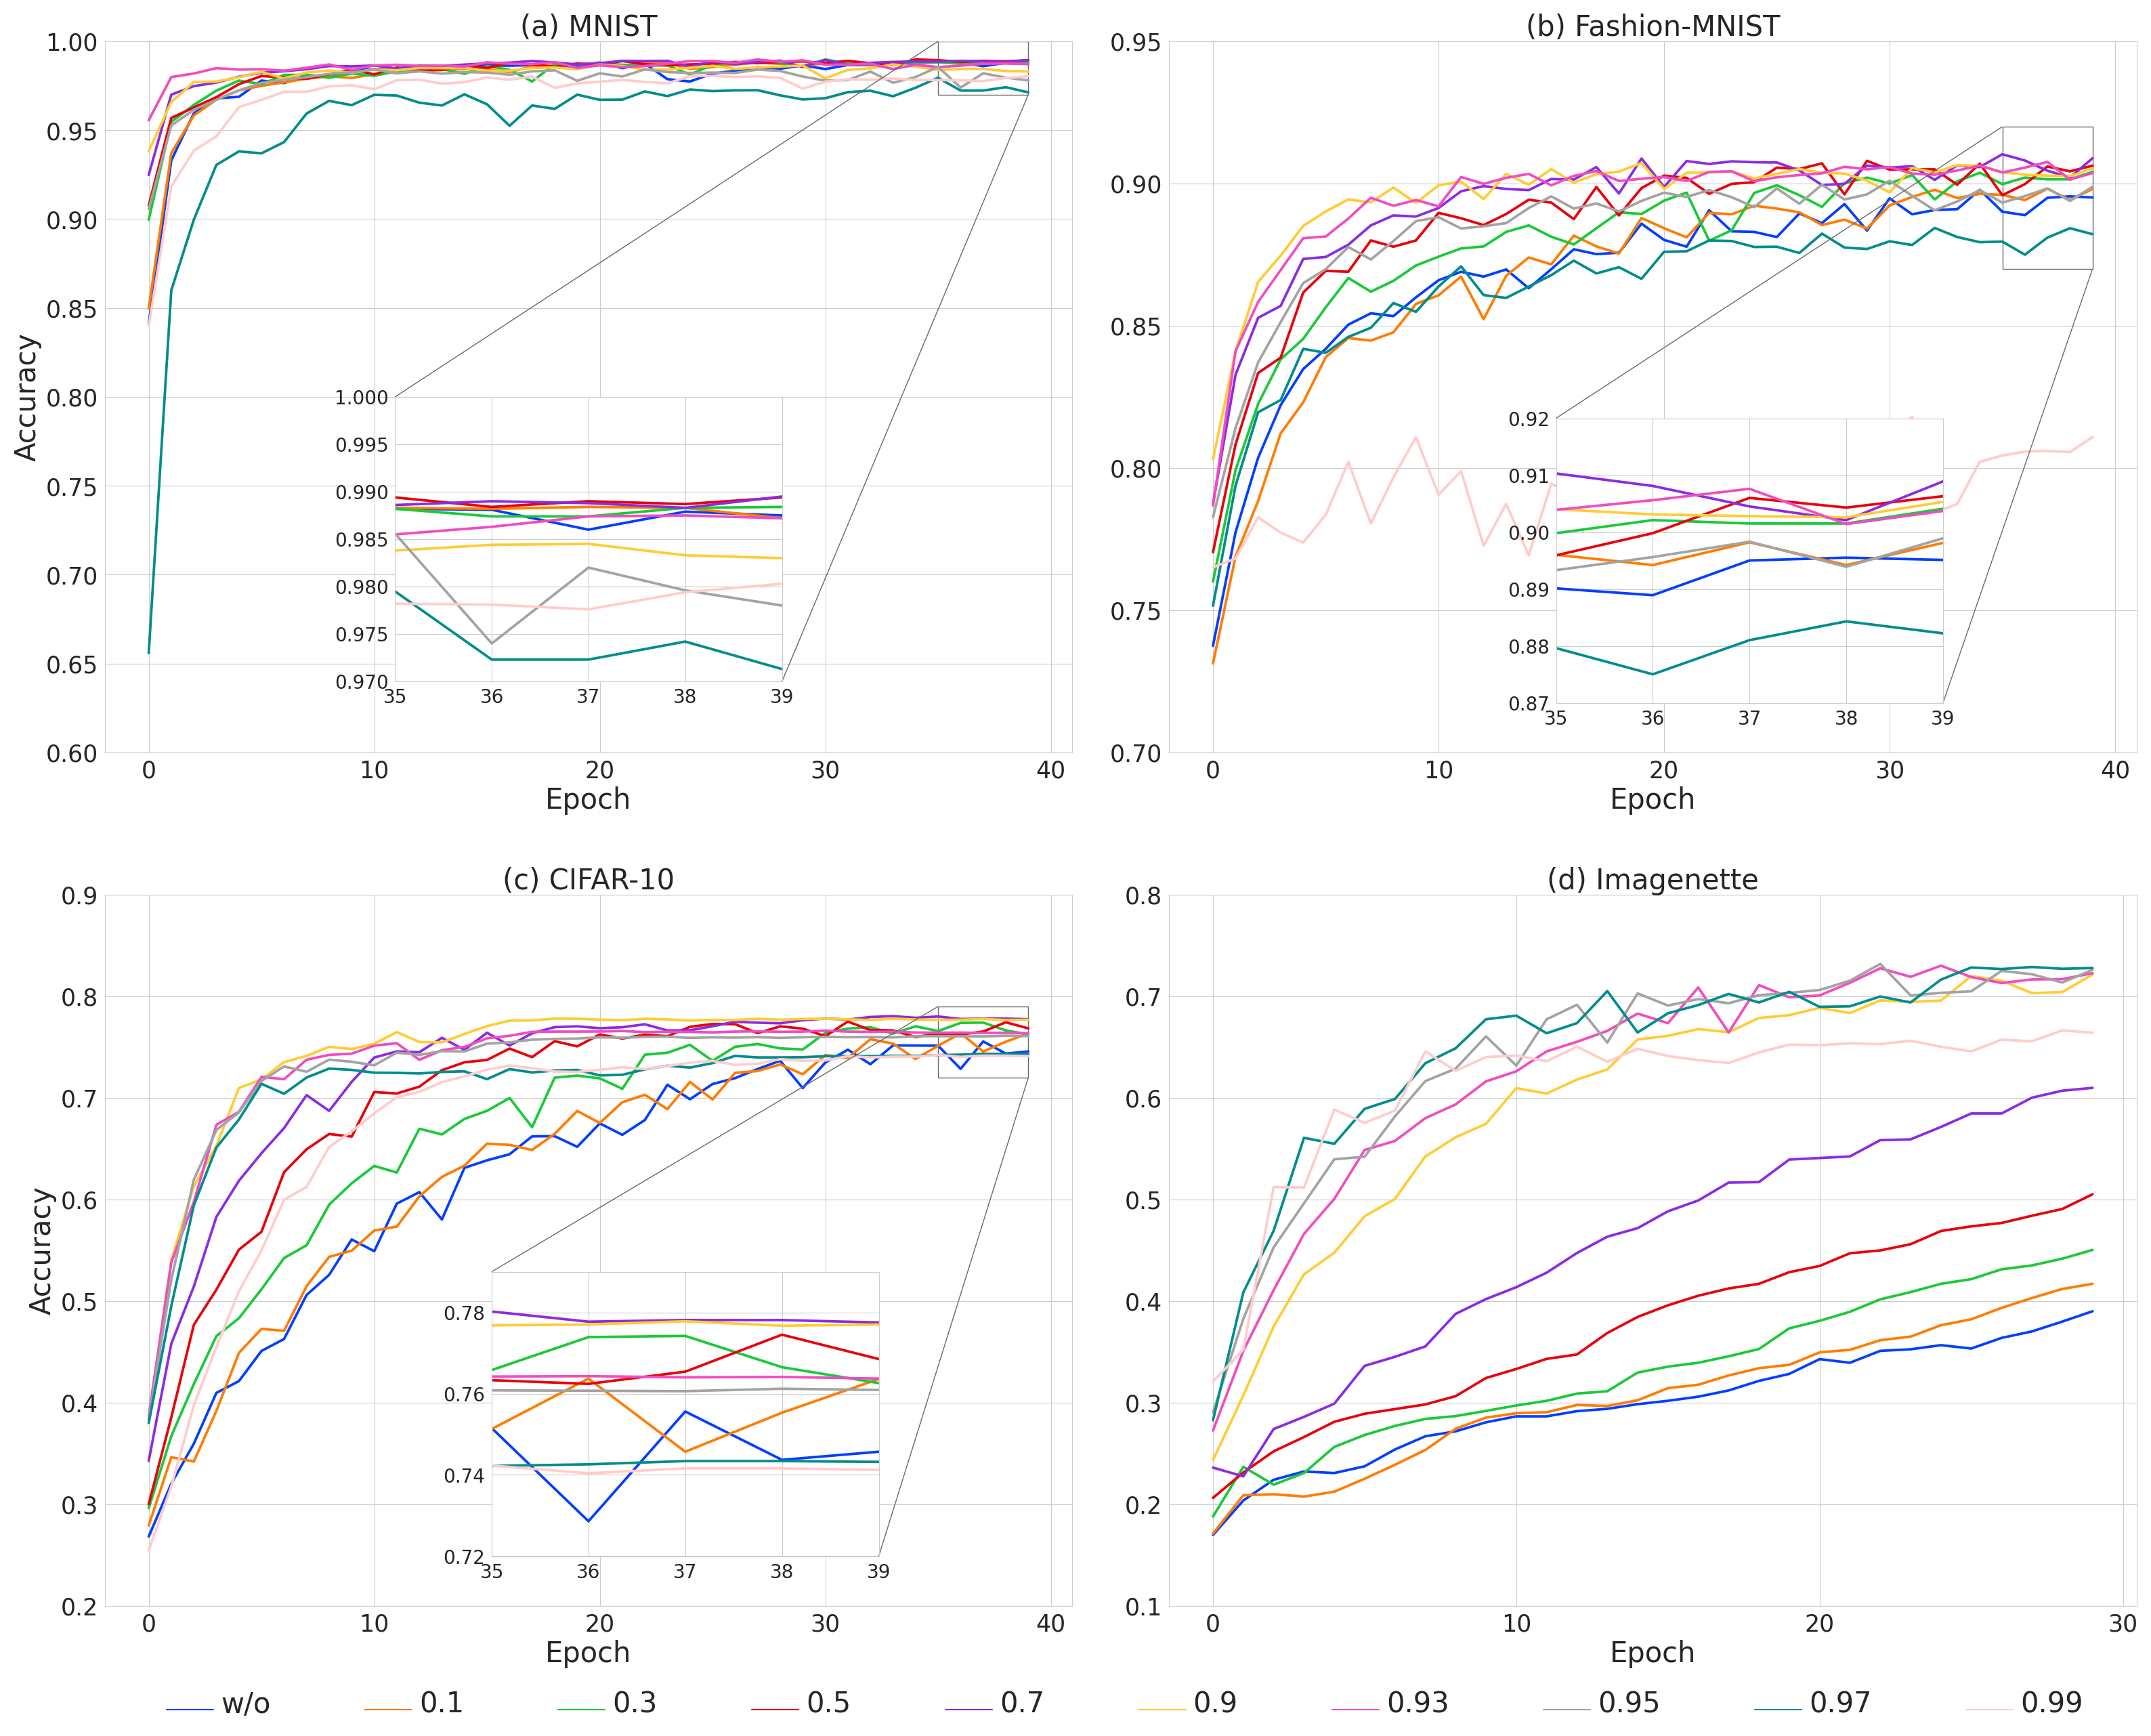 (a) MNIST
Accuracy
1.00
0.95
0.90
0.85
0.80
0.75
0.70
0.65
0.60
0 10 20 30 40
Epoch
1.000
0.995
0.990
0.985
0.980
0.975
0.970
35 36 37 38 39
(b) Fashion-MNIST
0.95
0.90
0.85
0.80
0.75
0.70
0 10 20 30 40
Epoch
0.92
0.91
0.90
0.89
0.88
0.87
35 36 37 38 39
(c) CIFAR-10
Accuracy
0.9
0.8
0.7
0.6
0.5
0.4
0.3
0.2
0 10 20 30 40
Epoch
0.78
0.76
0.74
0.72
35 36 37 38 39
(d) Imagenette
0.8
0.7
0.6
0.5
0.4
0.3
0.2
0.1
0 10 20 30
Epoch
w/o 0.1 0.3 0.5 0.7 0.9 0.93 0.95 0.97 0.99